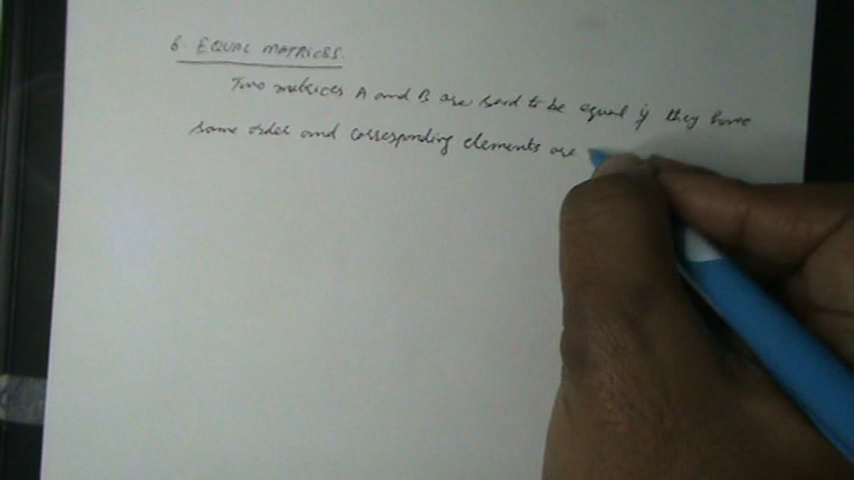 6. EQUAL MATRICES.
Two matrices A and B are said to be equal if they have
same order and corresponding elements are